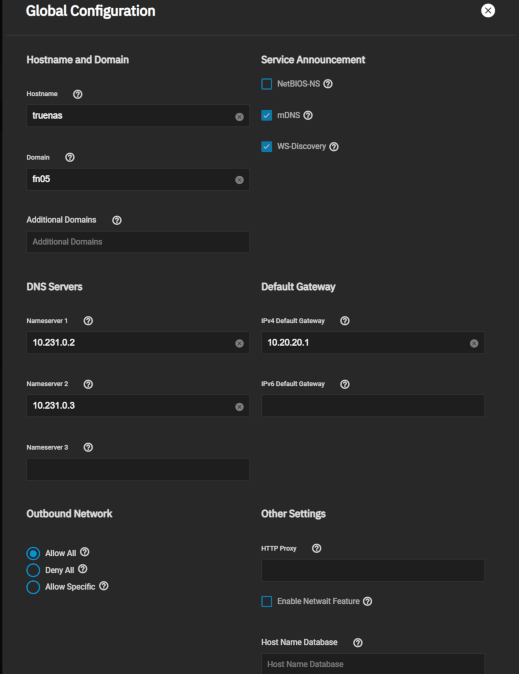 Global Configuration
Hostname and Domain
Service Announcement
NetBIOS-NS
Hostname
truenas
mDNS
WS-Discovery
Domain
fn05
Additional Domains
Additional Domains
DNS Servers
Default Gateway
Nameserver 1
IPv4 Default Gateway
10.231.0.2
10.20.20.1
Nameserver 2
IPv6 Default Gateway
10.231.0.3
Nameserver 3
Outbound Network
Other Settings
Allow All
HTTP Proxy
Deny All
Allow Specific
Enable Netwait Feature
Host Name Database
Host Name Database